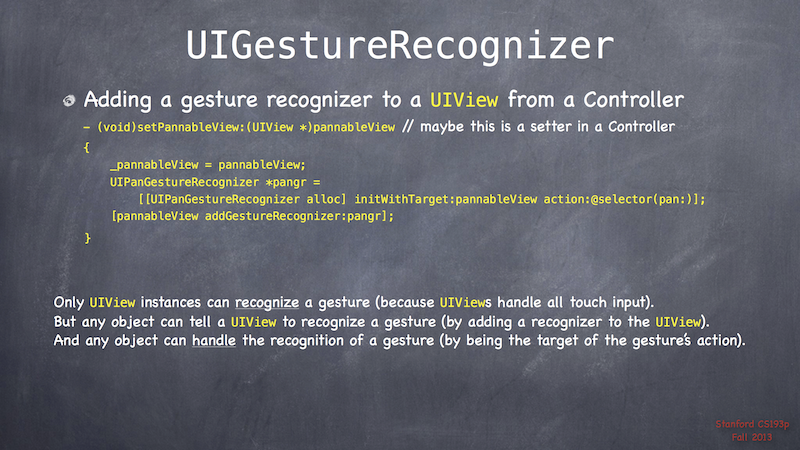 UIGestureRecognizer
Adding a gesture recognizer to a UIView from a Controller
- (void)setPannableView:(UIView *)pannableView // maybe this is a setter in a Controller
{
_pannableView = pannableView;
UIPanGestureRecognizer *pangr =
[[UIPanGestureRecognizer alloc] initWithTarget:pannableView action:@selector(pan:)];
[pannableView addGestureRecognizer:pangr];
}
Only UIView instances can recognize a gesture (because UIViews handle all touch input).
But any object can tell a UIView to recognize a gesture (by adding a recognizer to the UIView).
And any object can handle the recognition of a gesture (by being the target of the gesture's action).
Stanford CS193p
Fall 2013